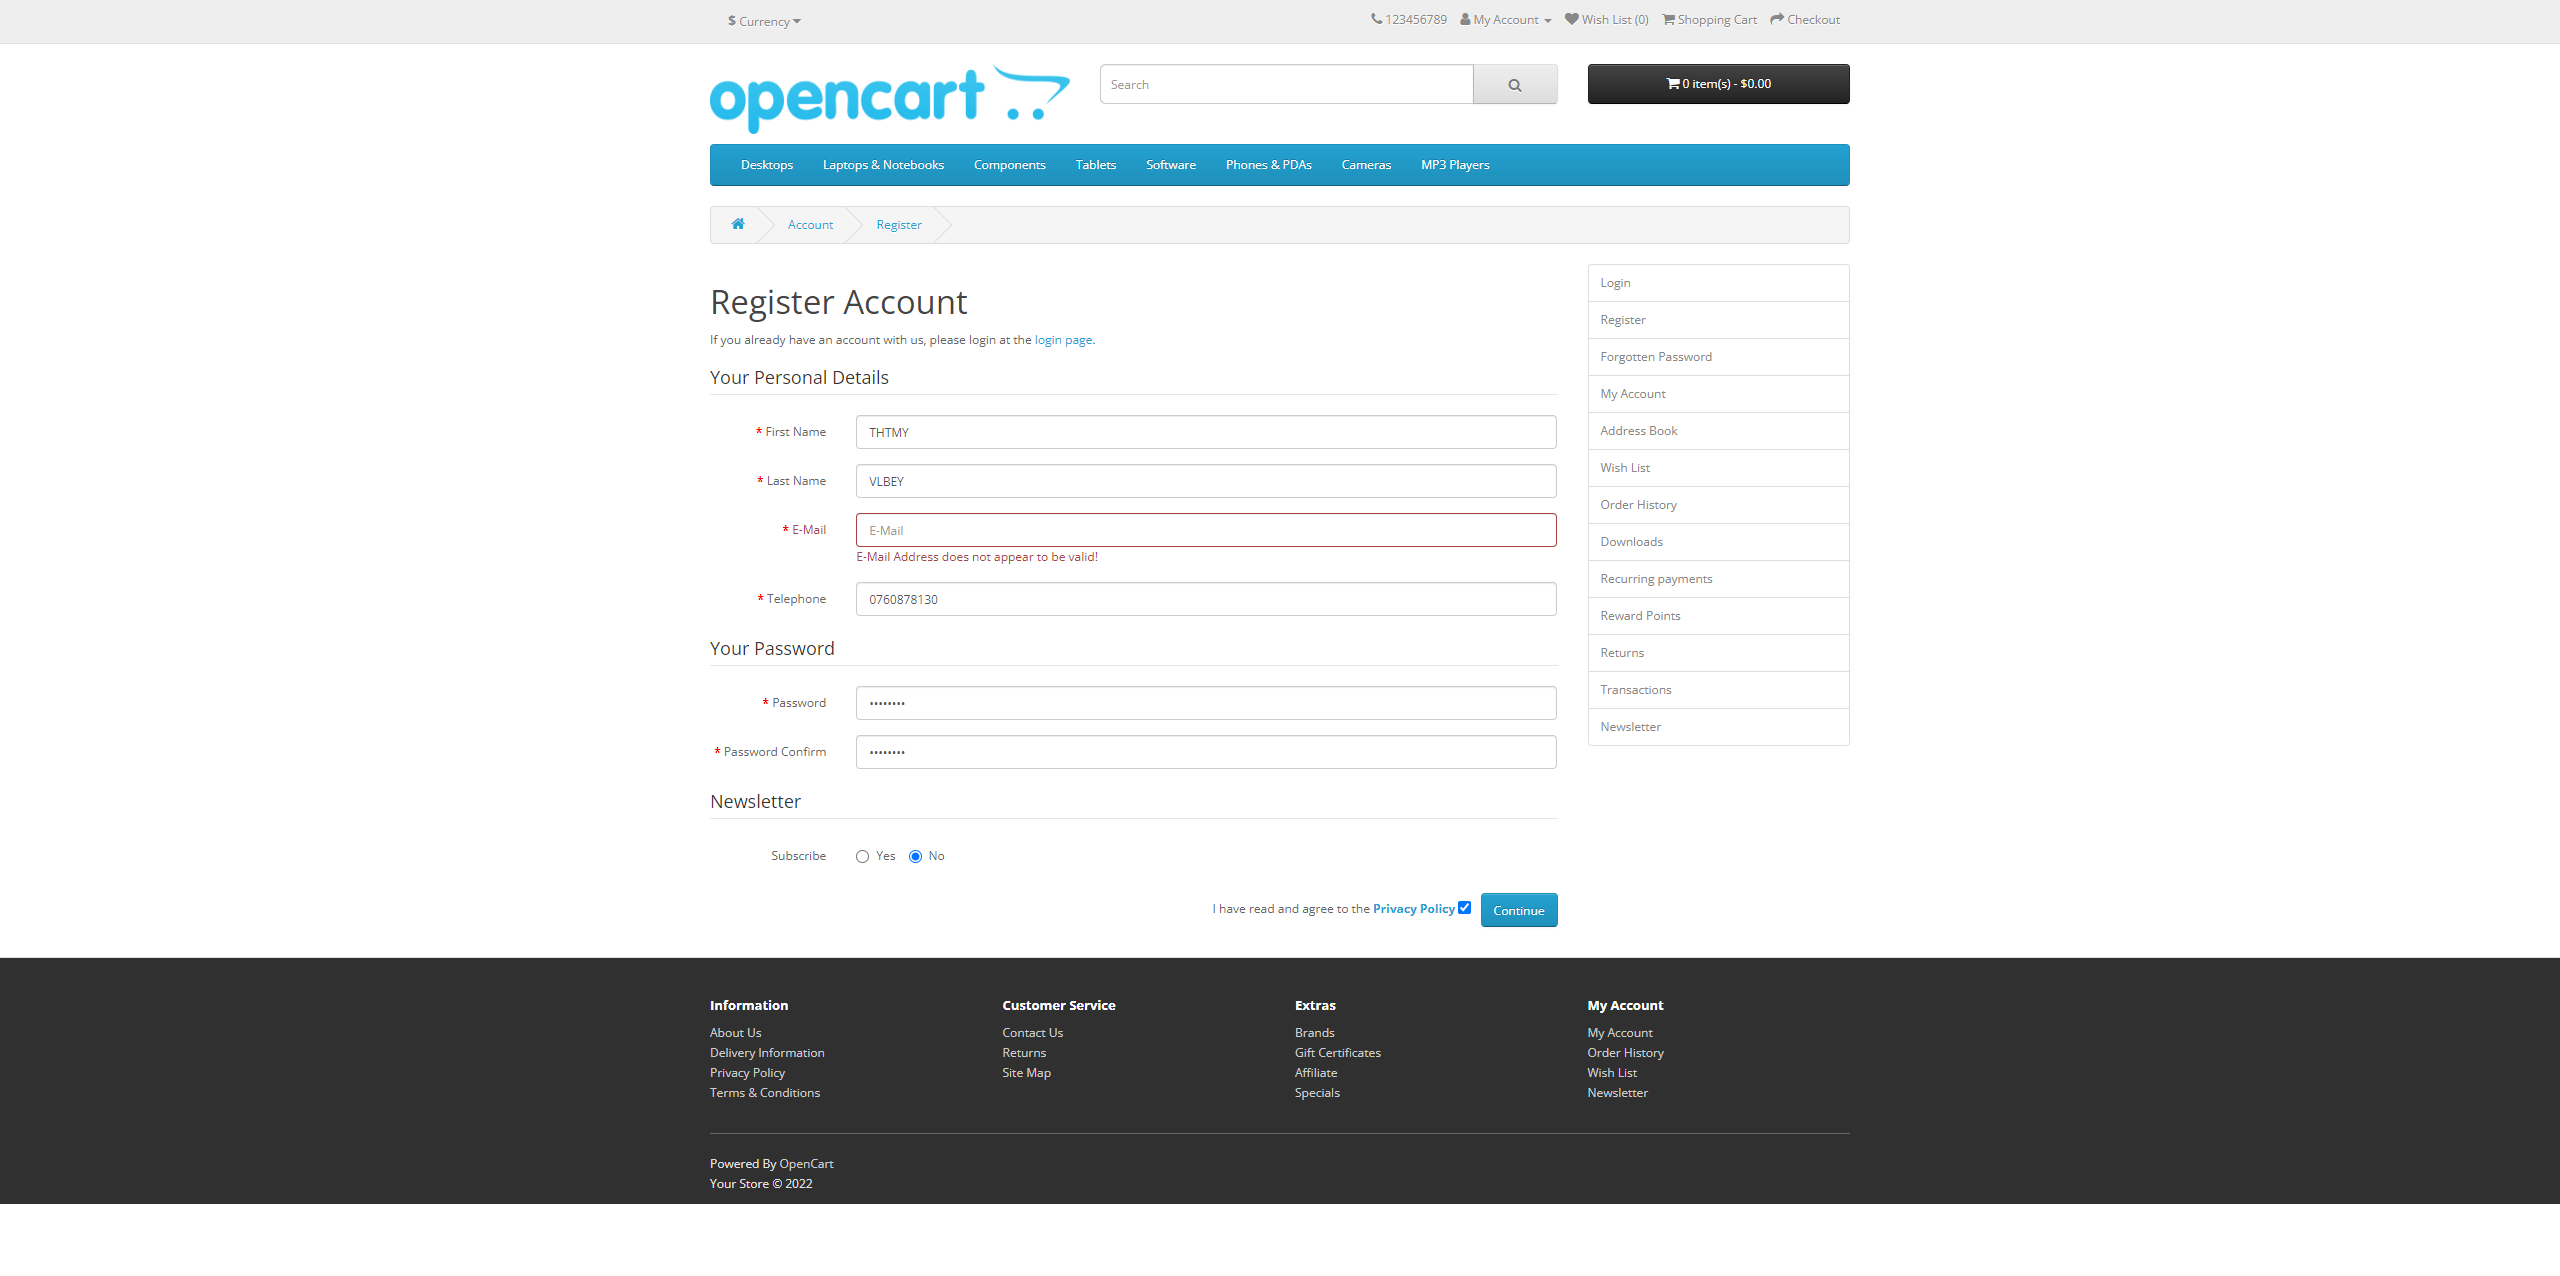 $ Currency
123456789 My Account Wish List (0) Shopping Cart Checkout
opencart
Search
0 item(s) - $0.00
Desktops Laptops & Notebooks Components Tablets Software Phones & PDAs Cameras MP3 Players
Account Register
Register Account
If you already have an account with us, please login at the login page.
Your Personal Details
* First Name THTMY
* Last Name VLBEY
* E-Mail E-Mail
E-Mail Address does not appear to be valid!
* Telephone 0760878130
Your Password
* Password ••••••••
* Password Confirm ••••••••
Newsletter
Subscribe Yes No
I have read and agree to the Privacy Policy Continue
Login
Register
Forgotten Password
My Account
Address Book
Wish List
Order History
Downloads
Recurring payments
Reward Points
Returns
Transactions
Newsletter
Information
About Us
Delivery Information
Privacy Policy
Terms & Conditions
Customer Service
Contact Us
Returns
Site Map
Extras
Brands
Gift Certificates
Affiliate
Specials
My Account
My Account
Order History
Wish List
Newsletter
Powered By OpenCart
Your Store © 2022